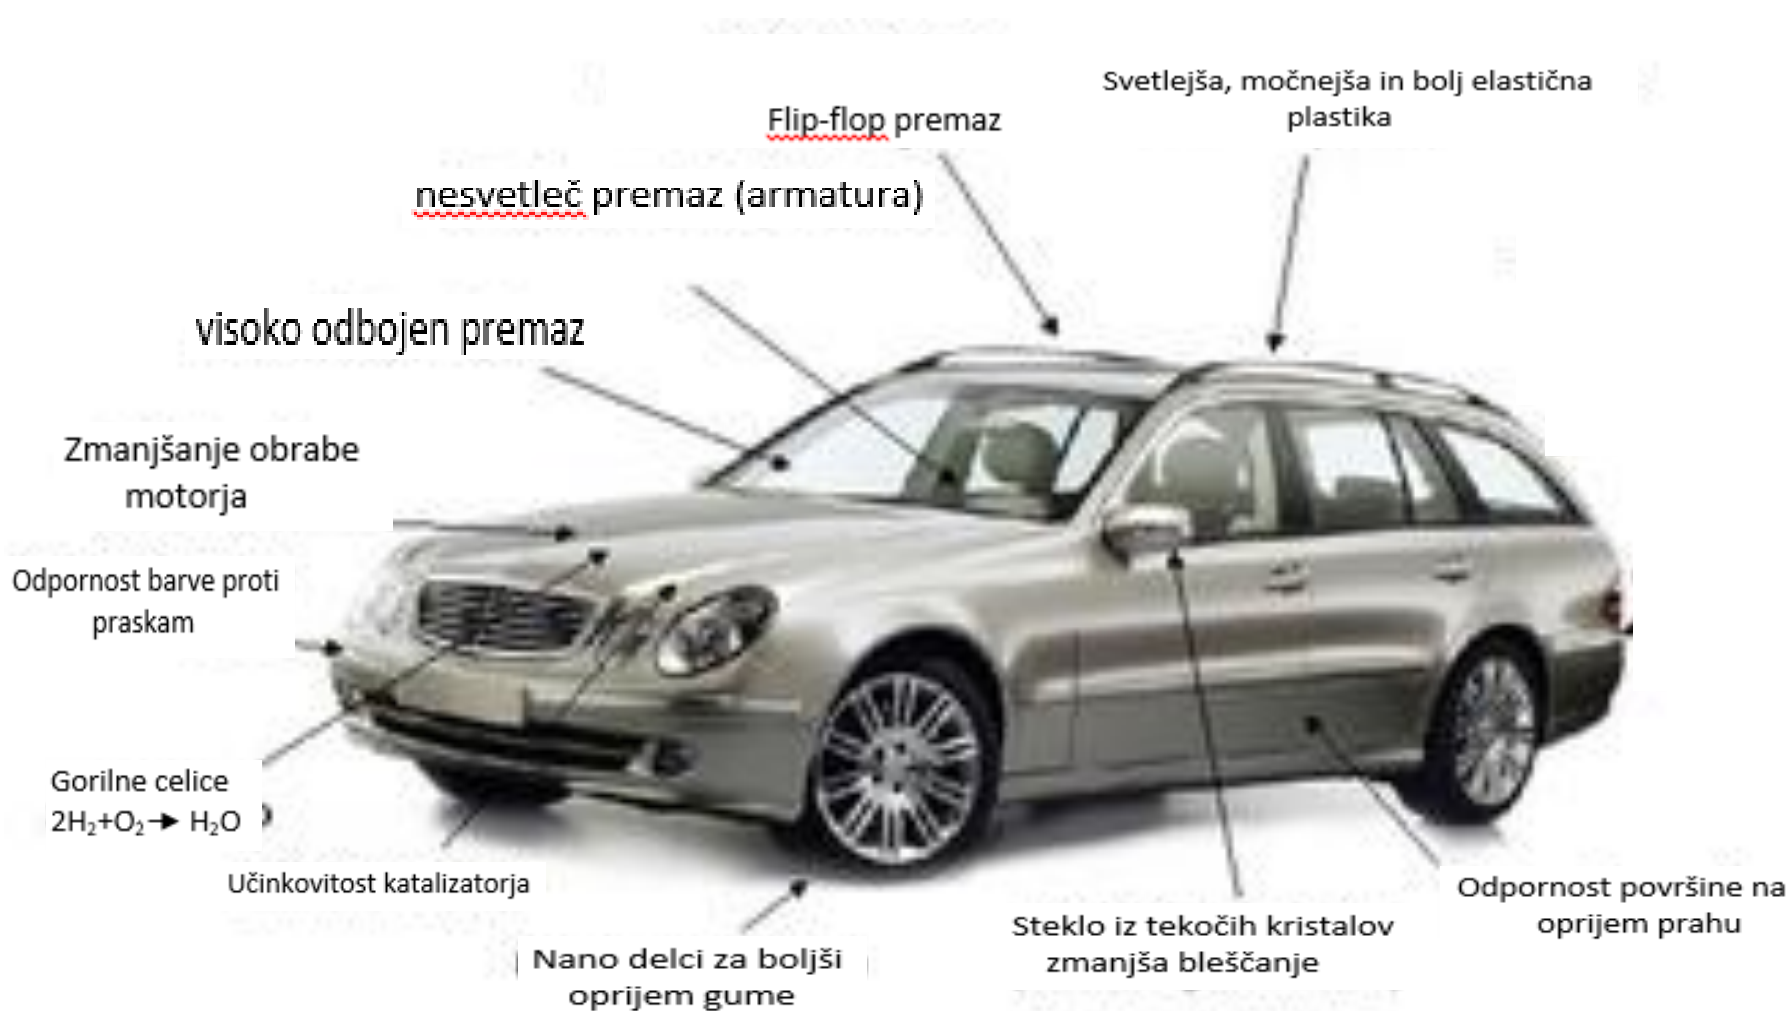 Svetlejša, močnejša in bolj elastična
plastika
Flip-flop premaz
nesvetleč premaz (armatura)
visoko odbojen premaz
Zmanjšanje obrabe
motorja
Odpornost barve proti
praskam
Gorilne celice
2H₂+O₂→ H₂O
Učinkovitost katalizatorja
Nano delci za boljši
oprijem gume
Steklo iz tekočih kristalov
zmanjša bleščanje
Odpornost površine na
oprijem prahu